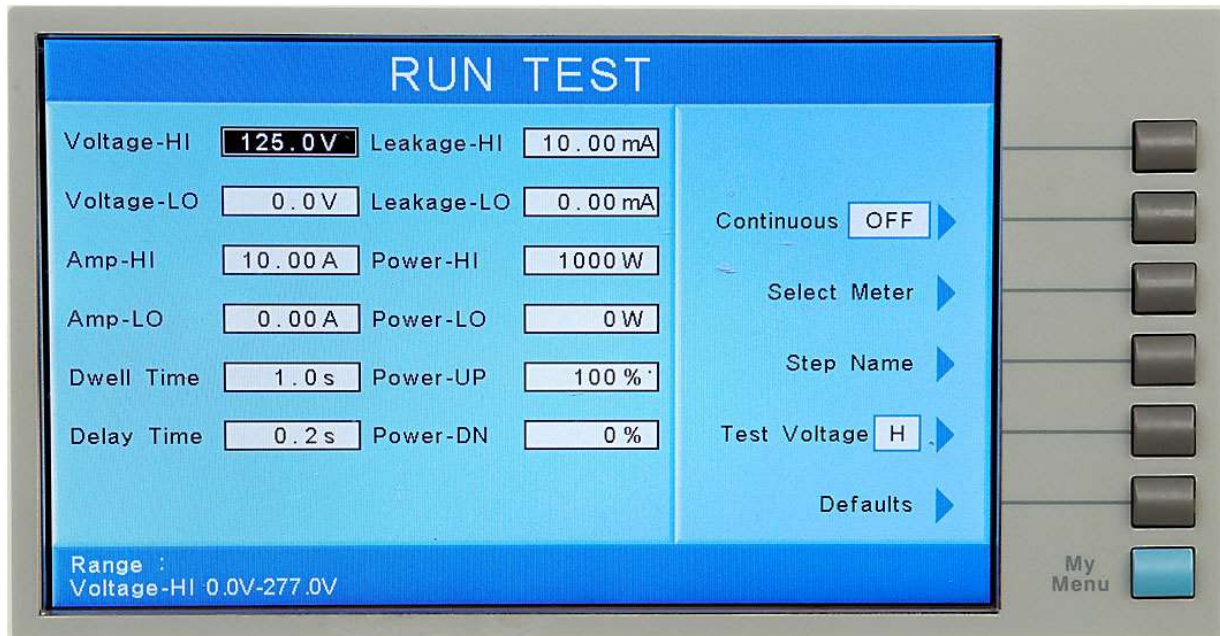 RUN TEST
Voltage-HI 125.0V Leakage-HI 10.00mA
Voltage-LO 0.0V Leakage-LO 0.00mA
Amp-HI 10.00A Power-HI 1000W
Amp-LO 0.00A Power-LO 0W
Dwell Time 1.0s Power-UP 100%
Delay Time 0.2s Power-DN 0%
Continuous OFF
Select Meter
Step Name
Test Voltage H
Defaults
Range :
Voltage-HI 0.0V-277.0V
My
Menu